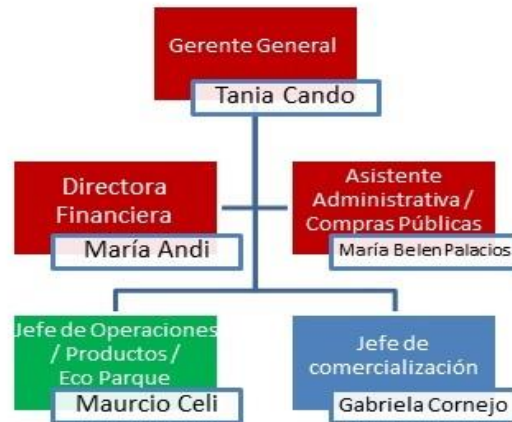 Gerente General
Tania Cando
Directora
Financiera
María Andi
Asistente
Administrativa /
Compras Públicas
María Belen Palacios
Jefe de Operaciones
/ Productos /
Eco Parque
Maurcio Celi
Jefe de
comercialización
Gabriela Cornejo